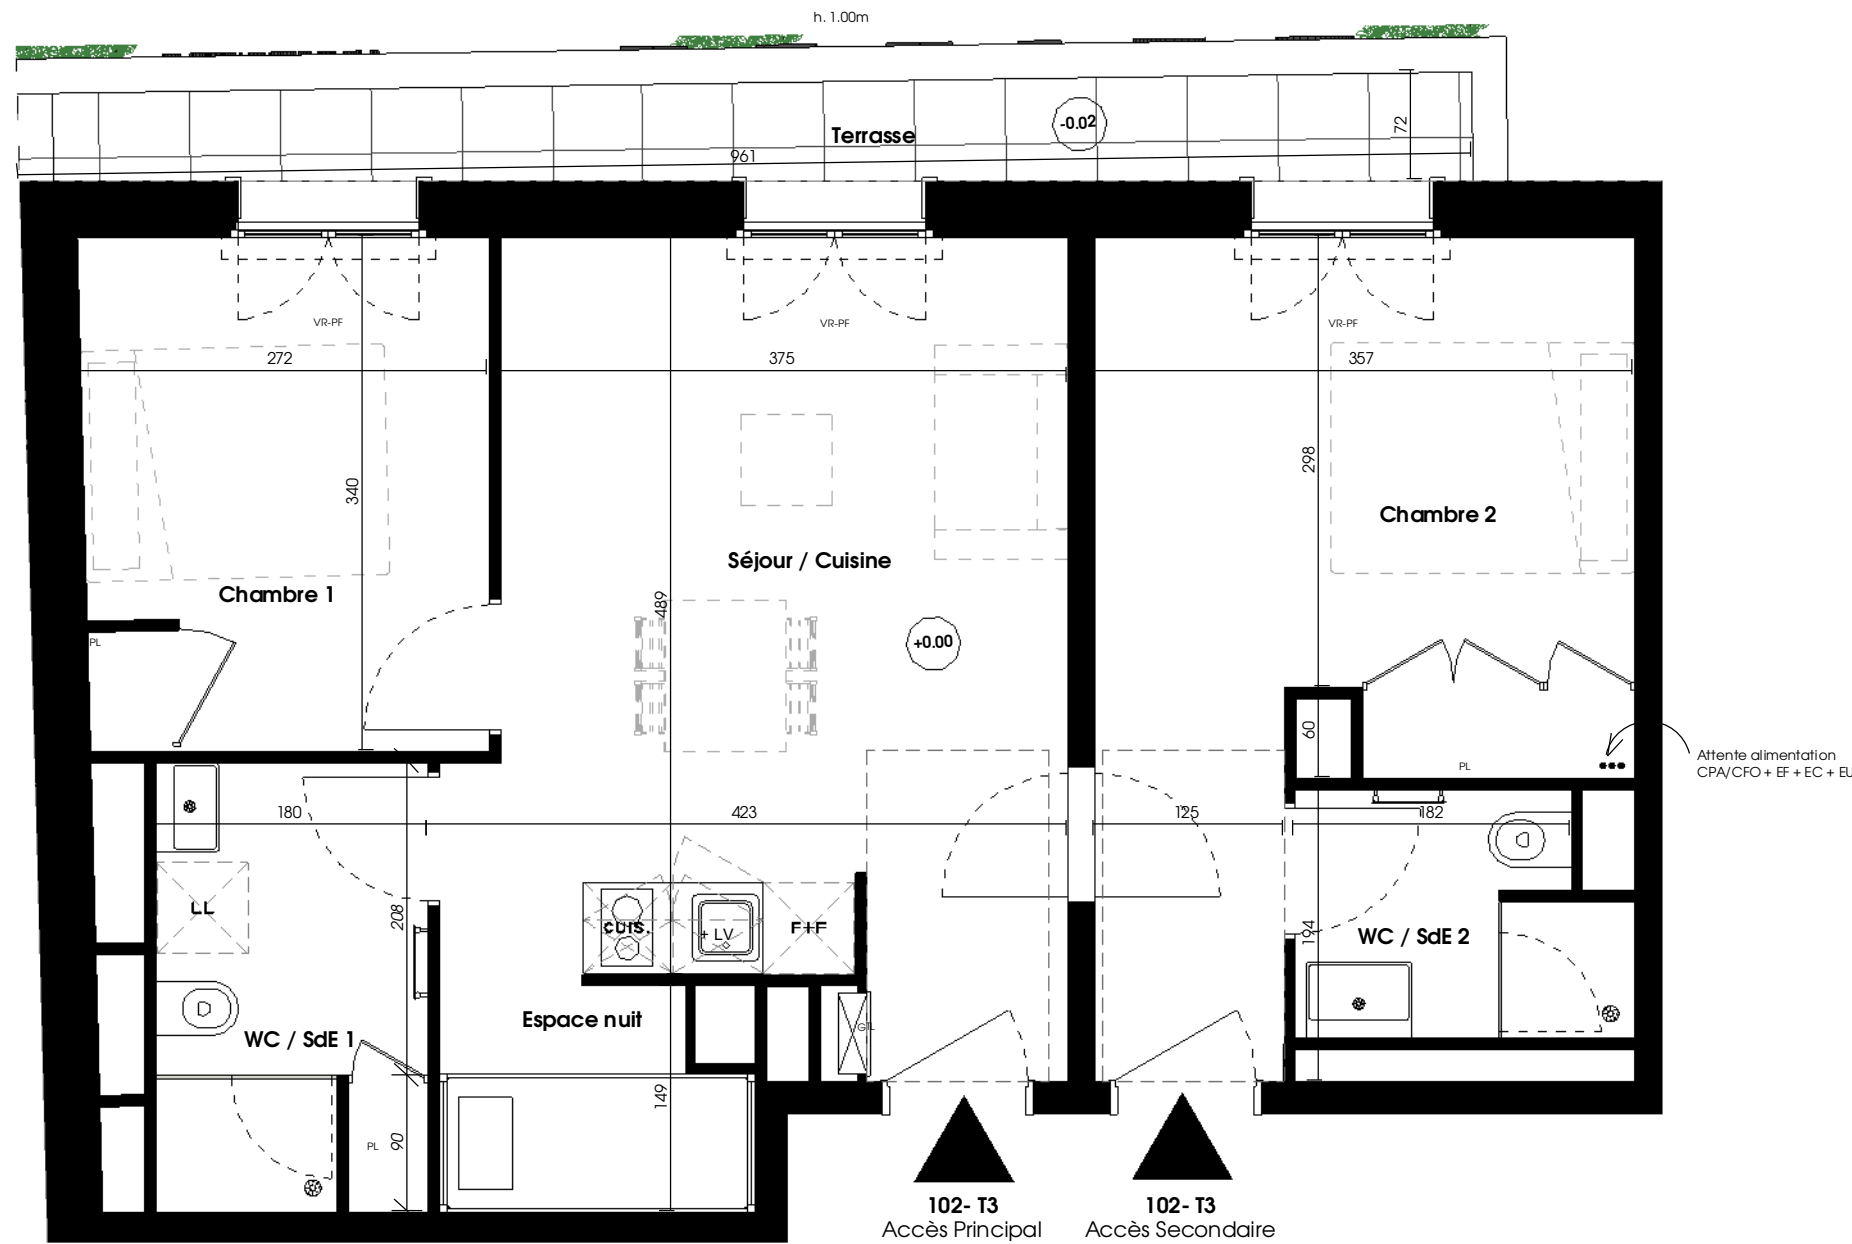 h. 1.00m
-0.02
Terrasse
72
961
VR-PF
VR-PF
VR-PF
272
375
357
340
298
Chambre 2
Séjour / Cuisine
Chambre 1
489
+0.00
PL
60
Attente alimentation
CPA/CFO + EF + EC + EU
PL
180
423
125
182
LL
208
CUIS.
+ LV
F+F
194
WC / SdE 2
Espace nuit
GTL
WC / SdE 1
149
90
PL
102- T3
Accès Principal
102- T3
Accès Secondaire